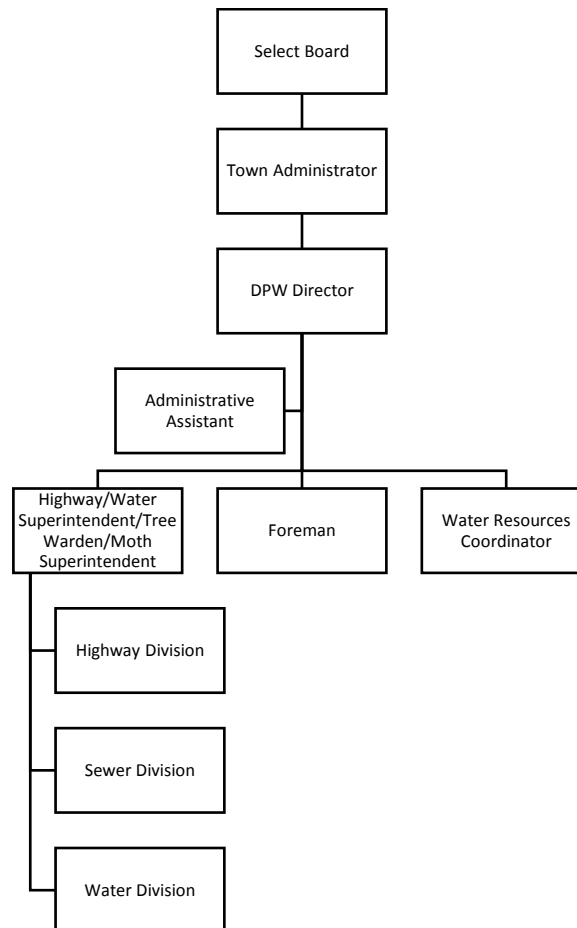 Select Board
Town Administrator
DPW Director
Administrative
Assistant
Highway/Water
Superintendent/Tree
Warden/Moth
Superintendent
Foreman
Water Resources
Coordinator
Highway Division
Sewer Division
Water Division